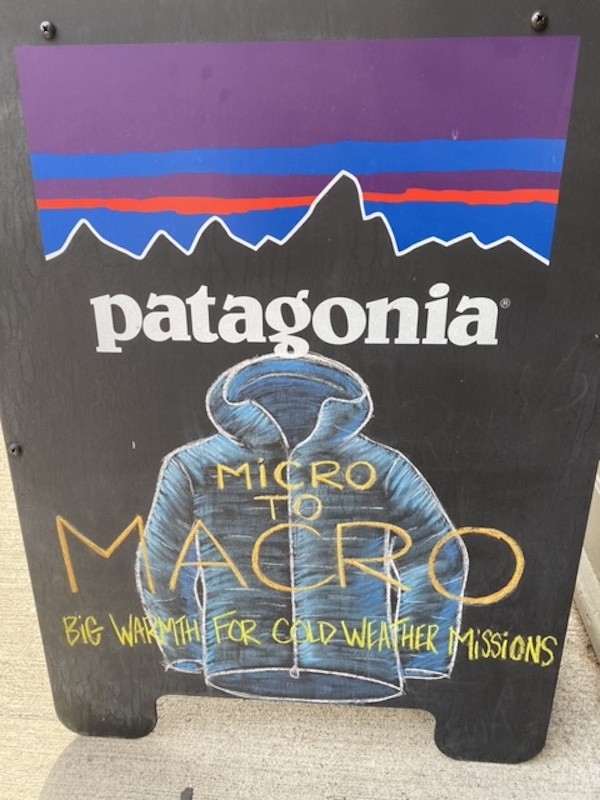 patagonia®
MiCRO
TO
MACRO
BiG WARMTH FOR COLD WEATHER MiSSiONS